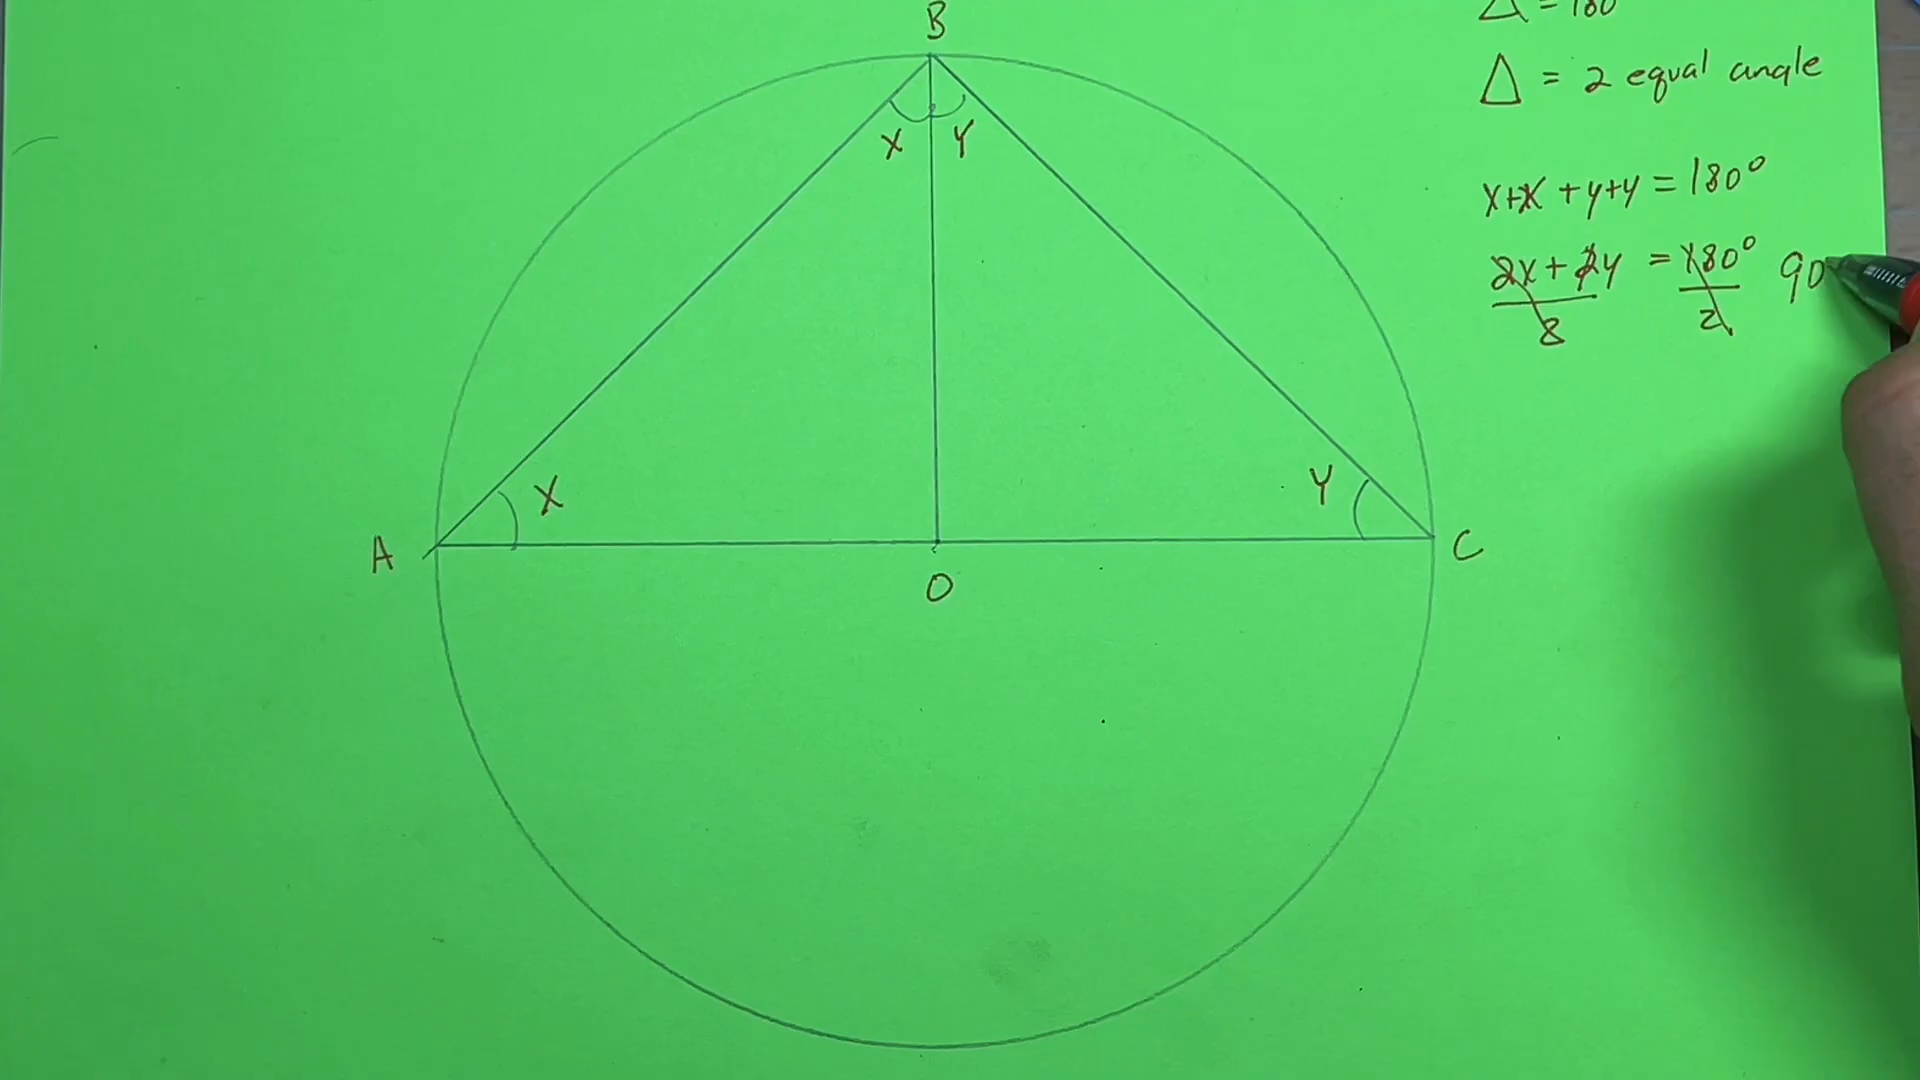 B
△ = 180
△ = 2 equal angle
X Y
x+x + y+y = 180°
2x + 2y = 180° 90
2 2
X Y
A C
O